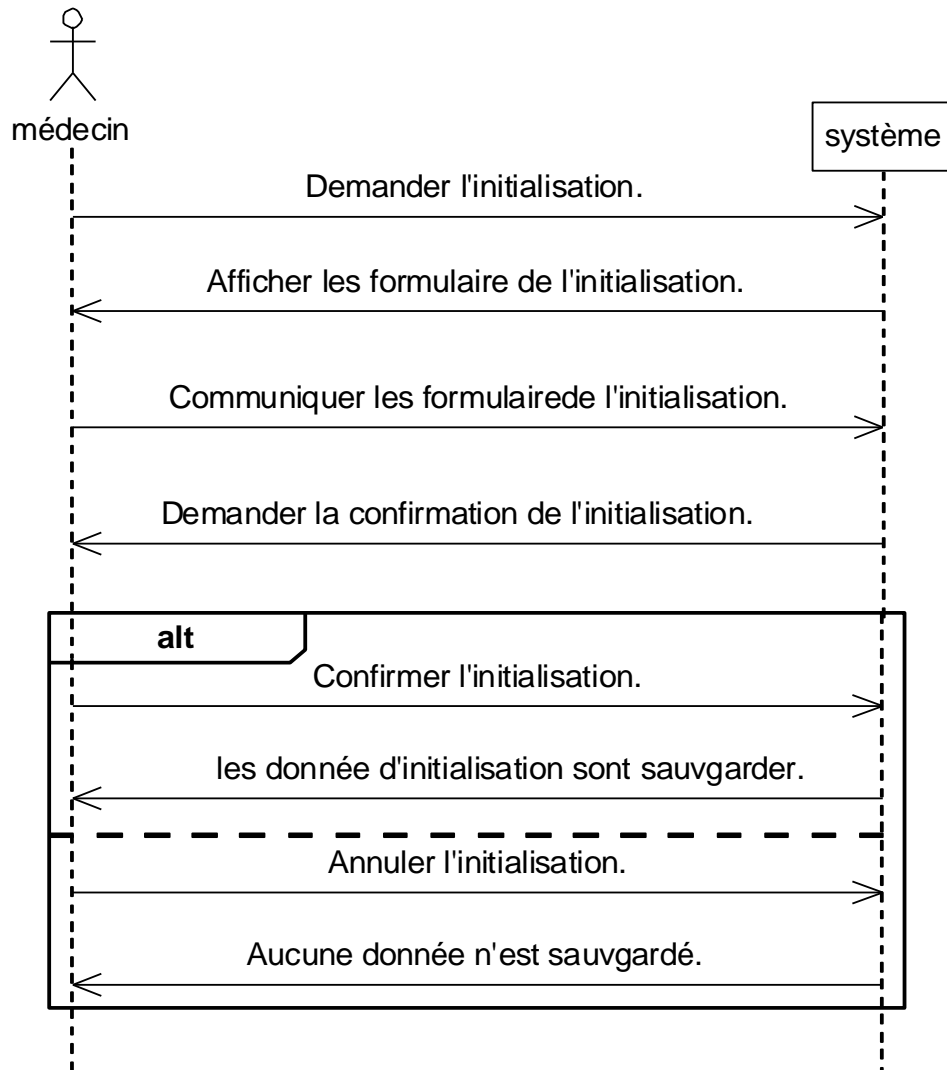 médecin
système
Demander l'initialisation.
Afficher les formulaire de l'initialisation.
Communiquer les formulairede l'initialisation.
Demander la confirmation de l'initialisation.
alt
Confirmer l'initialisation.
les donnée d'initialisation sont sauvgarder.
Annuler l'initialisation.
Aucune donnée n'est sauvgardé.